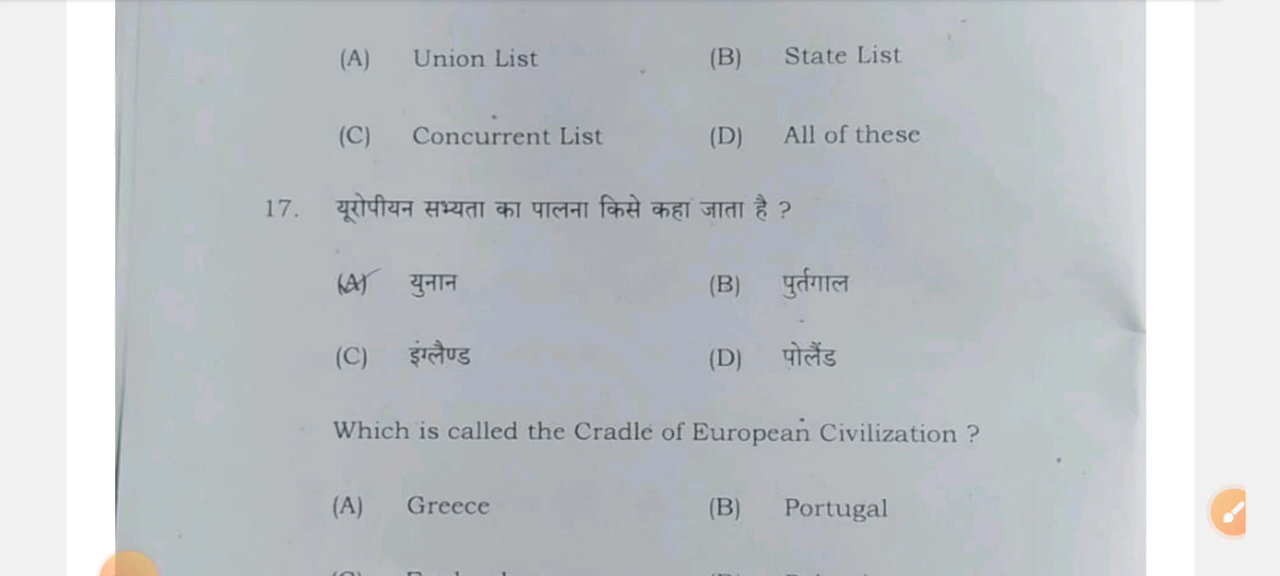 (A) Union List (B) State List
(C) Concurrent List (D) All of these
17. यूरोपीयन सभ्यता का पालना किसे कहा जाता है ?
(A) युनान (B) पुर्तगाल
(C) इंग्लैण्ड (D) पोलैंड
Which is called the Cradle of European Civilization ?
(A) Greece (B) Portugal